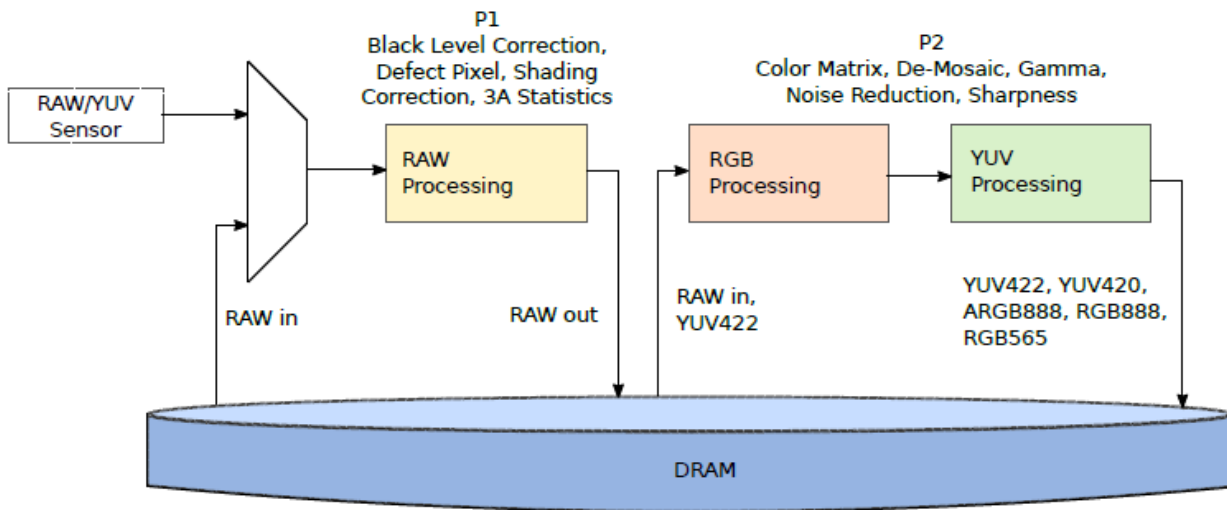 P1
Black Level Correction,
Defect Pixel, Shading
Correction, 3A Statistics
P2
Color Matrix, De-Mosaic, Gamma,
Noise Reduction, Sharpness
RAW/YUV
Sensor
RAW
Processing
RGB
Processing
YUV
Processing
RAW in
RAW out
RAW in,
YUV422
YUV422, YUV420,
ARGB888, RGB888,
RGB565
DRAM